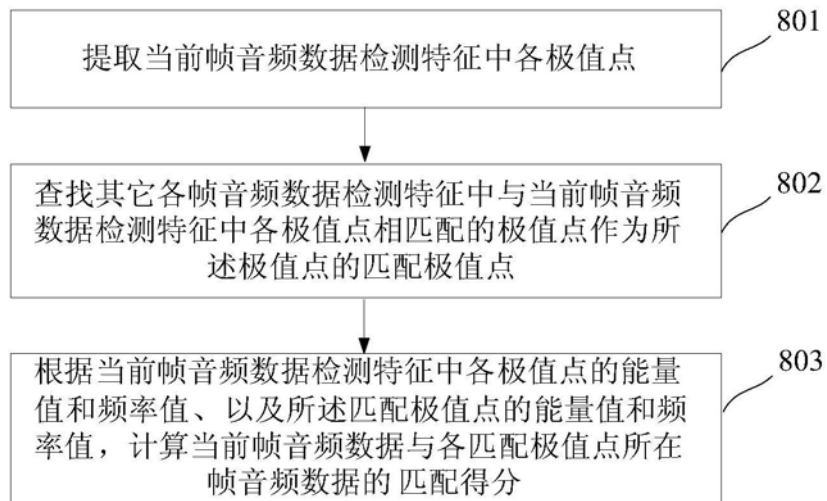 801
提取当前帧音频数据检测特征中各极值点
802
查找其它各帧音频数据检测特征中与当前帧音频
数据检测特征中各极值点相匹配的极值点作为所
述极值点的匹配极值点
803
根据当前帧音频数据检测特征中各极值点的能量
值和频率值、以及所述匹配极值点的能量值和频
率值，计算当前帧音频数据与各匹配极值点所在
帧音频数据的 匹配得分